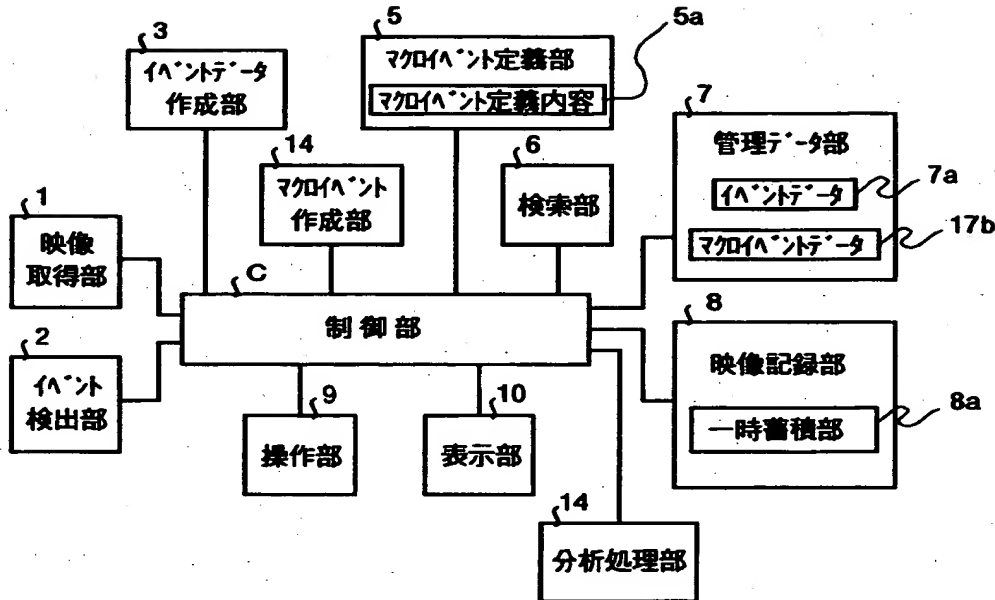 3
イベントデータ
作成部
5
マクロイベント定義部
マクロイベント定義内容
5a
14
マクロイベント
作成部
6
検索部
7
管理データ部
イベントデータ
7a
マクロイベントデータ
17b
1
映像
取得部
C
制御部
2
イベント
検出部
8
映像記録部
一時蓄積部
8a
9
操作部
10
表示部
14
分析処理部